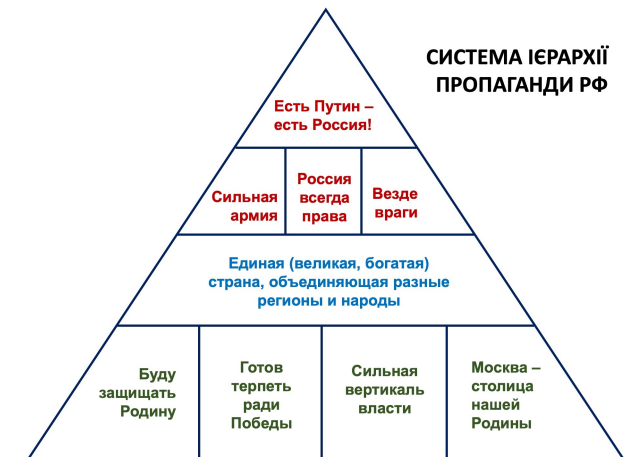 СИСТЕМА ІЄРАРХІЇ
ПРОПАГАНДИ РФ
Есть Путин –
есть Россия!
Сильная
армия
Россия
всегда
права
Везде
враги
Единая (великая, богатая)
страна, объединяющая разные
регионы и народы
Буду
защищать
Родину
Готов
терпеть
ради
Победы
Сильная
вертикаль
власти
Москва –
столица
нашей
Родины